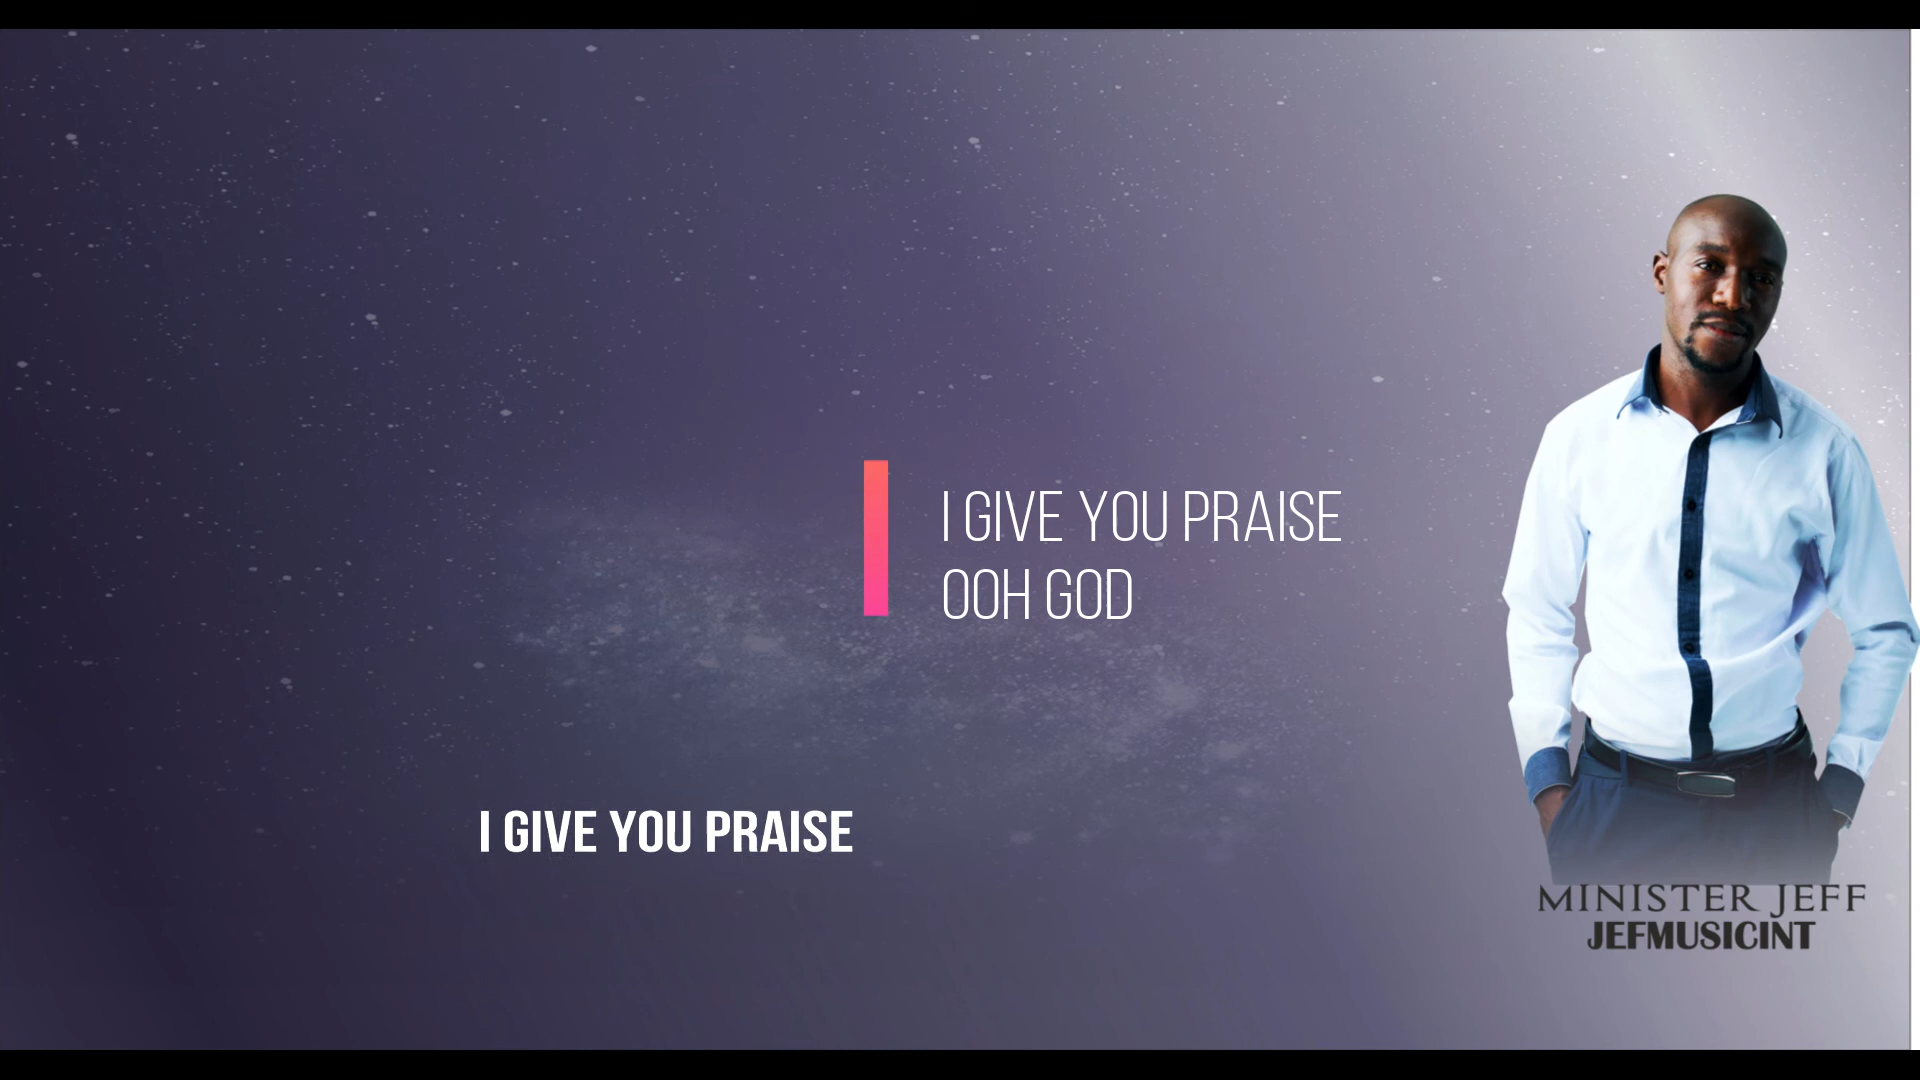 I GIVE YOU PRAISE
OOH GOD
I GIVE YOU PRAISE
MINISTER JEFF
JEFMUSICINT